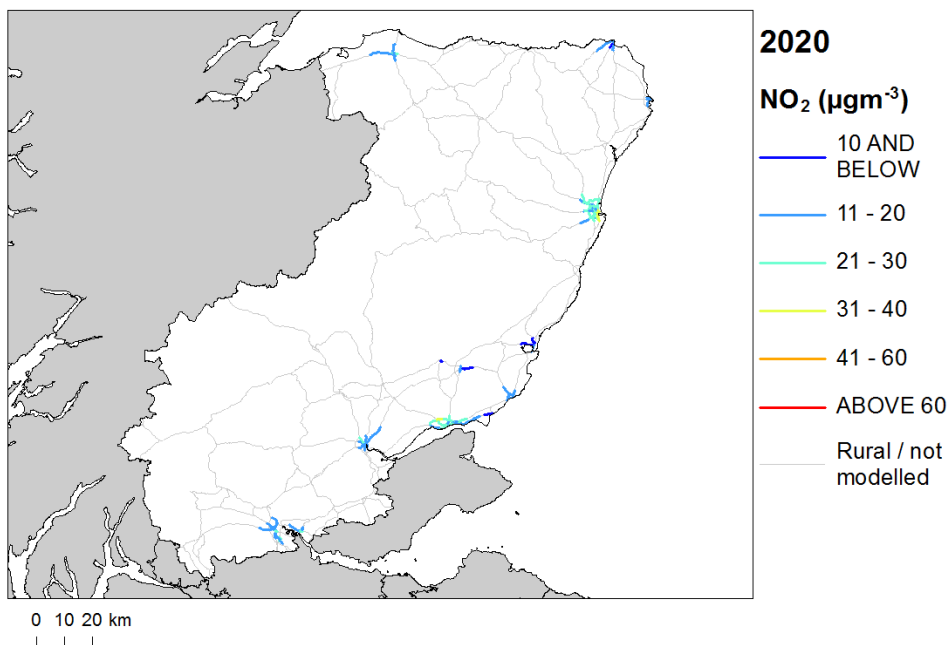 2020
NO₂ (µgm⁻³)
10 AND
BELOW
11 - 20
21 - 30
31 - 40
41 - 60
ABOVE 60
Rural / not
modelled
0 10 20 km